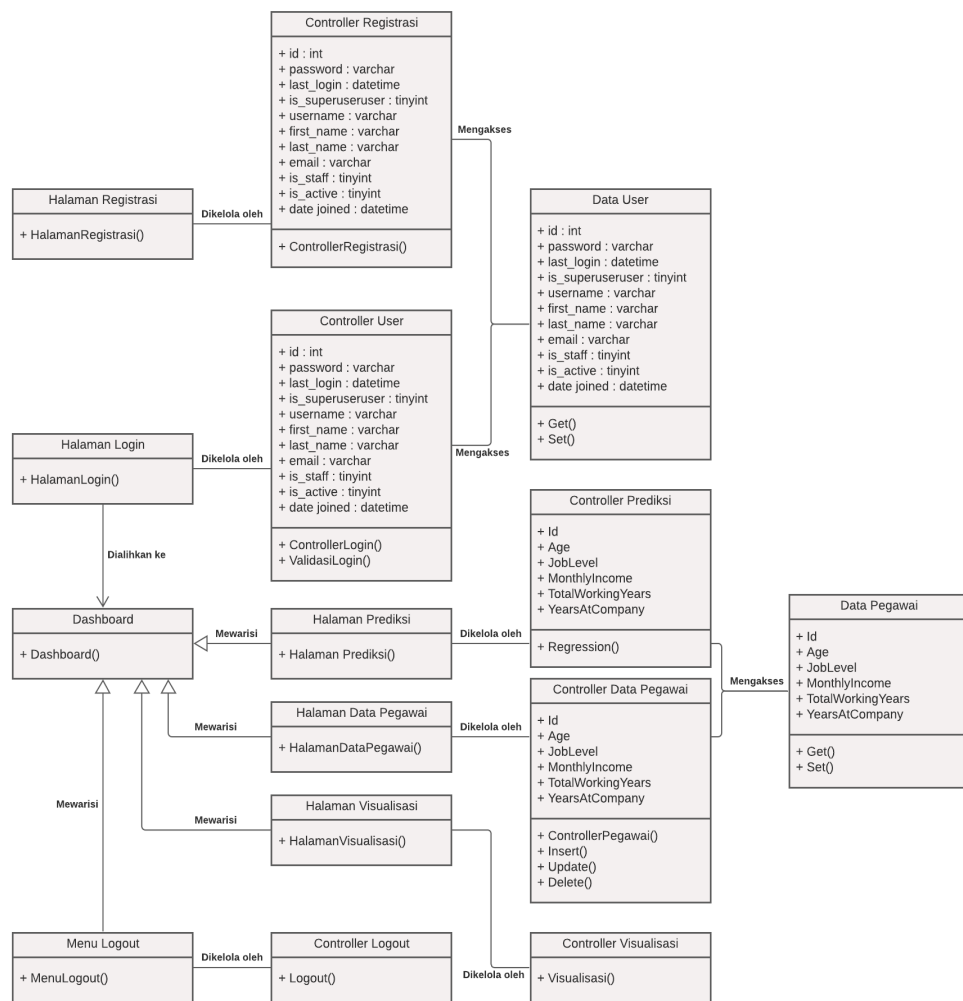 Controller Registrasi
+ id : int
+ password : varchar
+ last_login : datetime
+ is_superuseruser : tinyint
+ username : varchar
+ first_name : varchar
+ last_name : varchar
+ email : varchar
+ is_staff : tinyint
+ is_active : tinyint
+ date joined : datetime
+ ControllerRegistrasi()
Mengakses
Halaman Registrasi
+ HalamanRegistrasi()
Dikelola oleh
Data User
+ id : int
+ password : varchar
+ last_login : datetime
+ is_superuseruser : tinyint
+ username : varchar
+ first_name : varchar
+ last_name : varchar
+ email : varchar
+ is_staff : tinyint
+ is_active : tinyint
+ date joined : datetime
+ Get()
+ Set()
Controller User
+ id : int
+ password : varchar
+ last_login : datetime
+ is_superuseruser : tinyint
+ username : varchar
+ first_name : varchar
+ last_name : varchar
+ email : varchar
+ is_staff : tinyint
+ is_active : tinyint
+ date joined : datetime
+ ControllerLogin()
+ ValidasiLogin()
Mengakses
Halaman Login
+ HalamanLogin()
Dikelola oleh
Dialihkan ke
Controller Prediksi
+ Id
+ Age
+ JobLevel
+ MonthlyIncome
+ TotalWorkingYears
+ YearsAtCompany
+ Regression()
Dashboard
+ Dashboard()
Mewarisi
Halaman Prediksi
+ Halaman Prediksi()
Dikelola oleh
Data Pegawai
+ Id
+ Age
+ JobLevel
+ MonthlyIncome
+ TotalWorkingYears
+ YearsAtCompany
+ Get()
+ Set()
Mengakses
Controller Data Pegawai
+ Id
+ Age
+ JobLevel
+ MonthlyIncome
+ TotalWorkingYears
+ YearsAtCompany
+ ControllerPegawai()
+ Insert()
+ Update()
+ Delete()
Mewarisi
Halaman Data Pegawai
+ HalamanDataPegawai()
Dikelola oleh
Mewarisi
Mewarisi
Halaman Visualisasi
+ HalamanVisualisasi()
Menu Logout
+ MenuLogout()
Dikelola oleh
Controller Logout
+ Logout()
Dikelola oleh
Controller Visualisasi
+ Visualisasi()